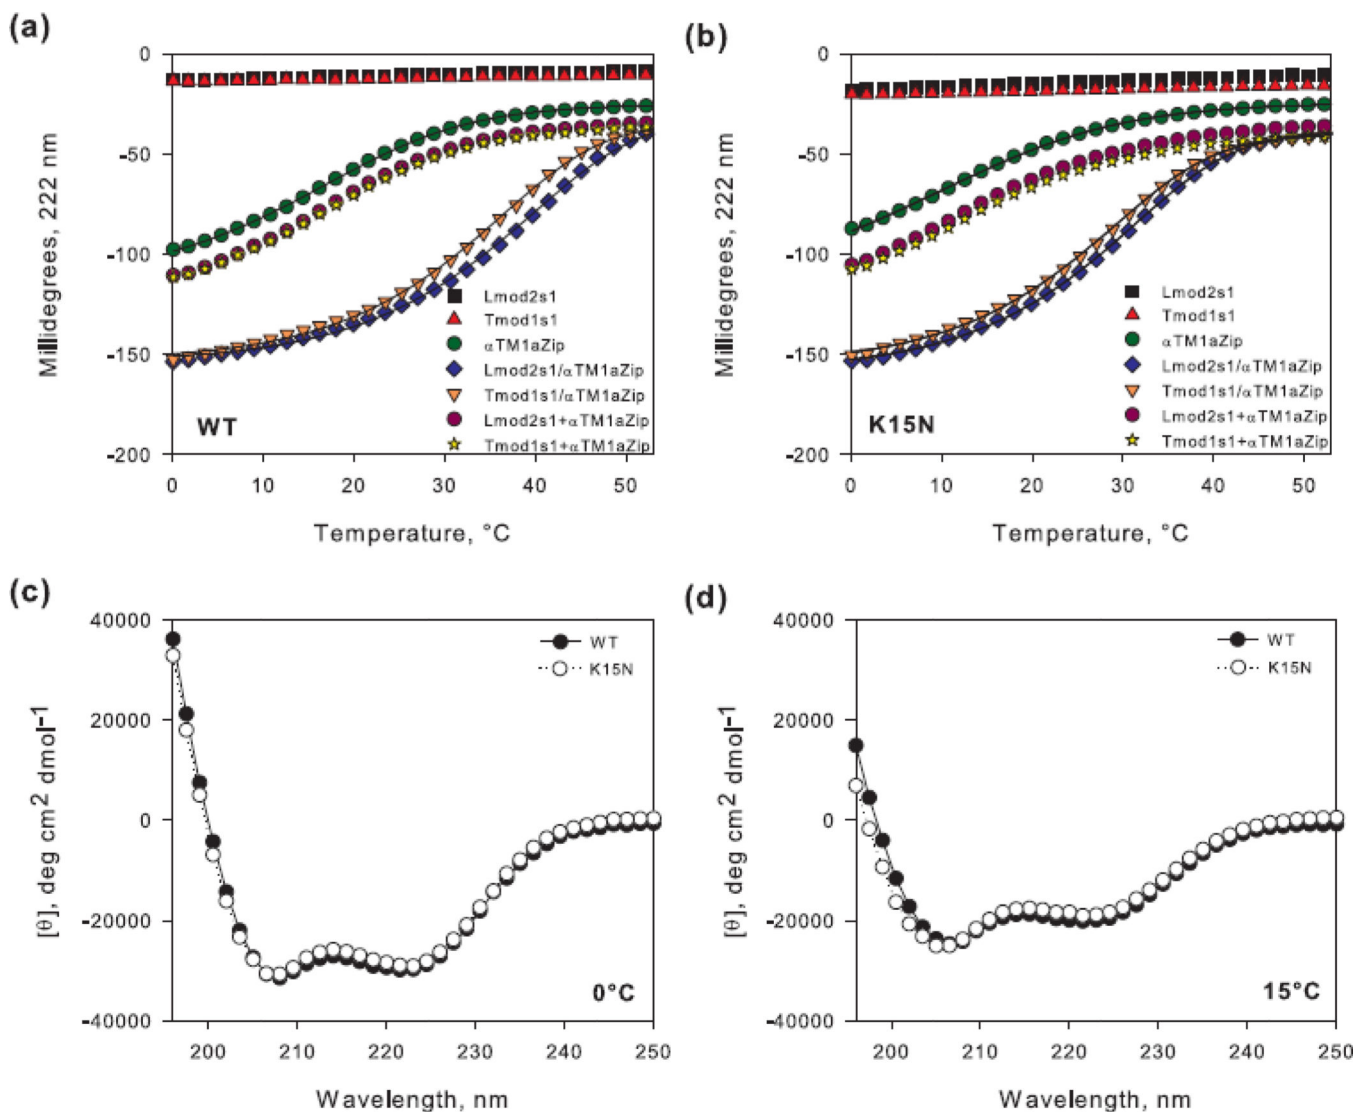 (a)
0
-50
-100
-150
-200
Millidegrees, 222 nm
Lmod2s1
Tmod1s1
αTM1aZip
Lmod2s1/αTM1aZip
Tmod1s1/αTM1aZip
Lmod2s1+αTM1aZip
Tmod1s1+αTM1aZip
WT
0 10 20 30 40 50
Temperature, °C
(b)
0
-50
-100
-150
-200
Millidegrees, 222 nm
Lmod2s1
Tmod1s1
αTM1aZip
Lmod2s1/αTM1aZip
Tmod1s1/αTM1aZip
Lmod2s1+αTM1aZip
Tmod1s1+αTM1aZip
K15N
0 10 20 30 40 50
Temperature, °C
(c)
40000
20000
0
-20000
-40000
[θ], deg cm² dmol⁻¹
WT
K15N
0°C
200 210 220 230 240 250
Wavelength, nm
(d)
40000
20000
0
-20000
-40000
[θ], deg cm² dmol⁻¹
WT
K15N
15°C
200 210 220 230 240 250
Wavelength, nm